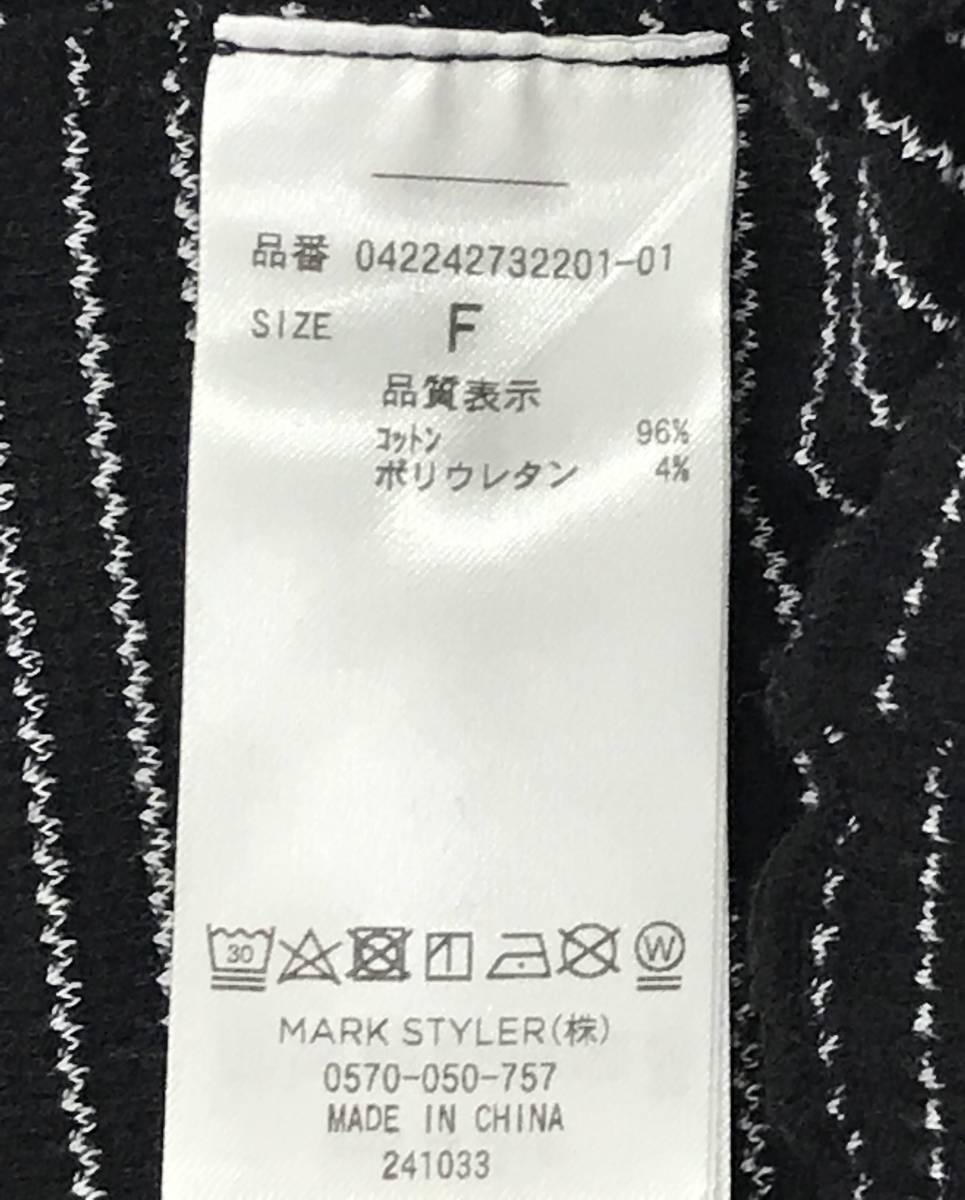 品番 042242732201-01
SIZE F
品質表示
コットン 96%
ポリウレタン 4%
30 W
MARK STYLER(株)
0570-050-757
MADE IN CHINA
241033